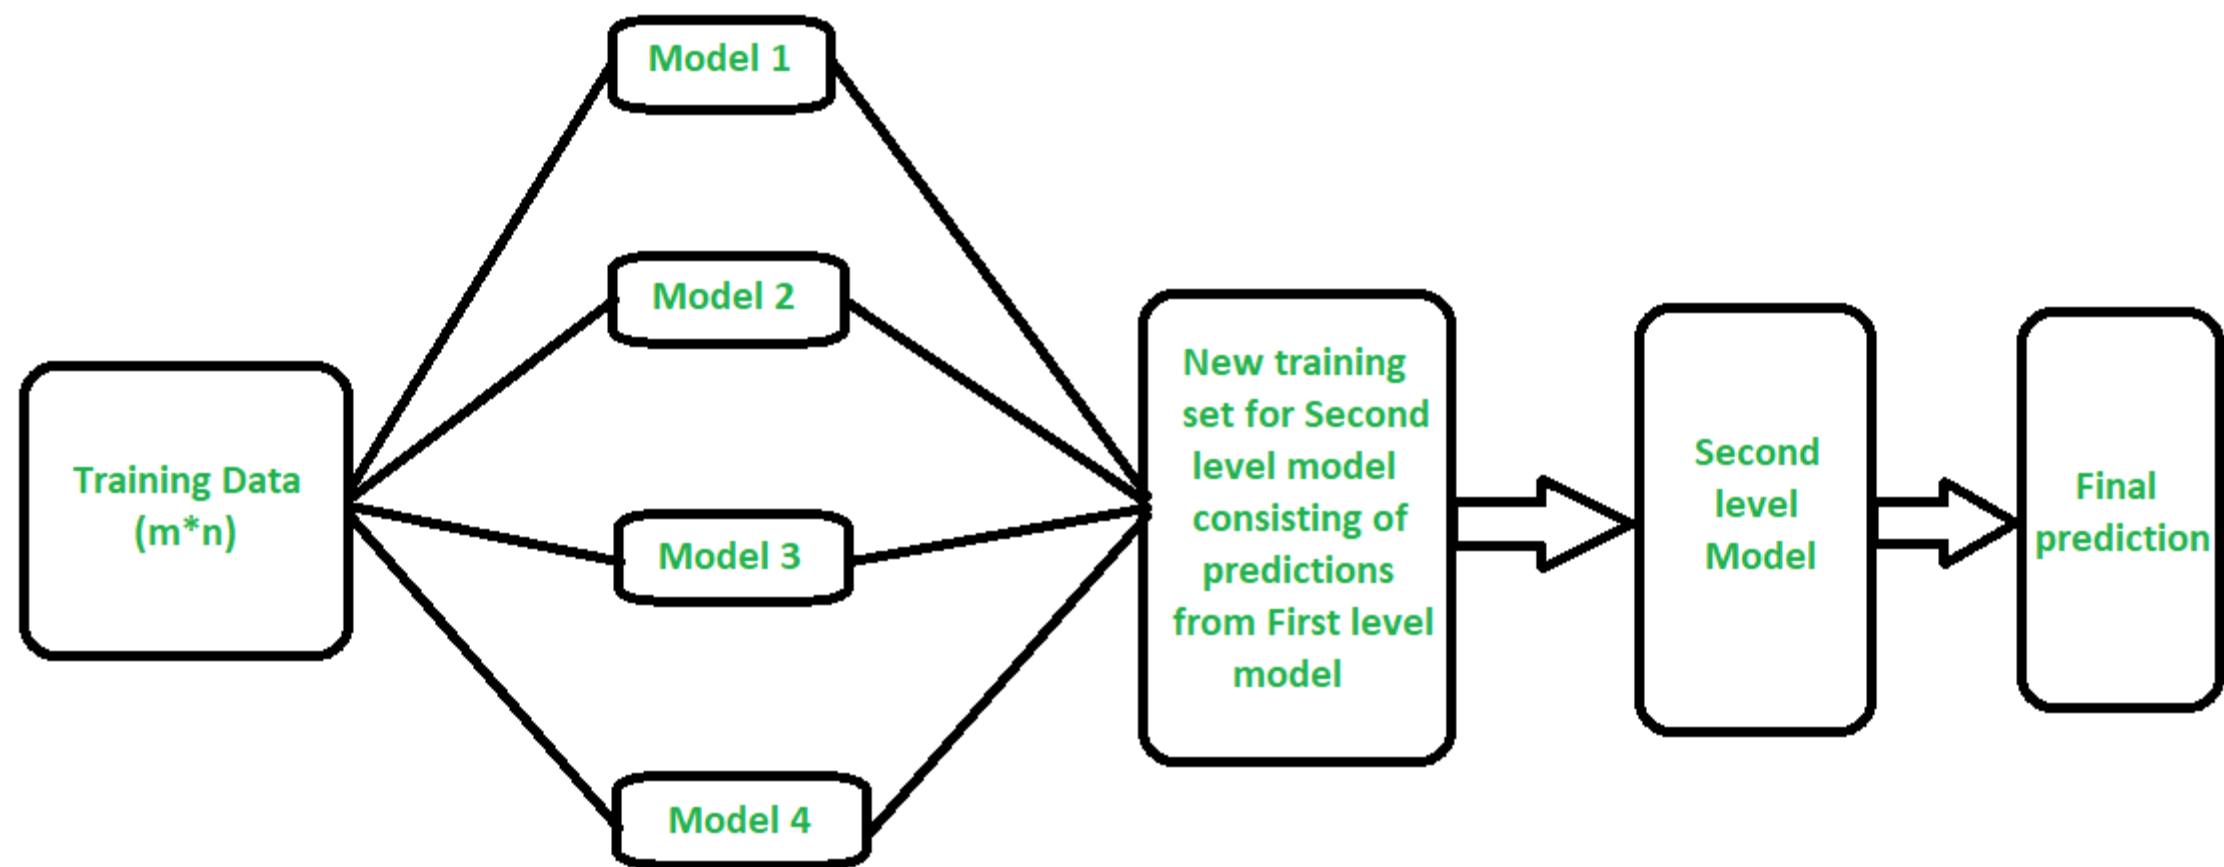 Model 1
Model 2
Training Data
(m*n)
Model 3
Model 4
New training
set for Second
level model
consisting of
predictions
from First level
model
Second
level
Model
Final
prediction